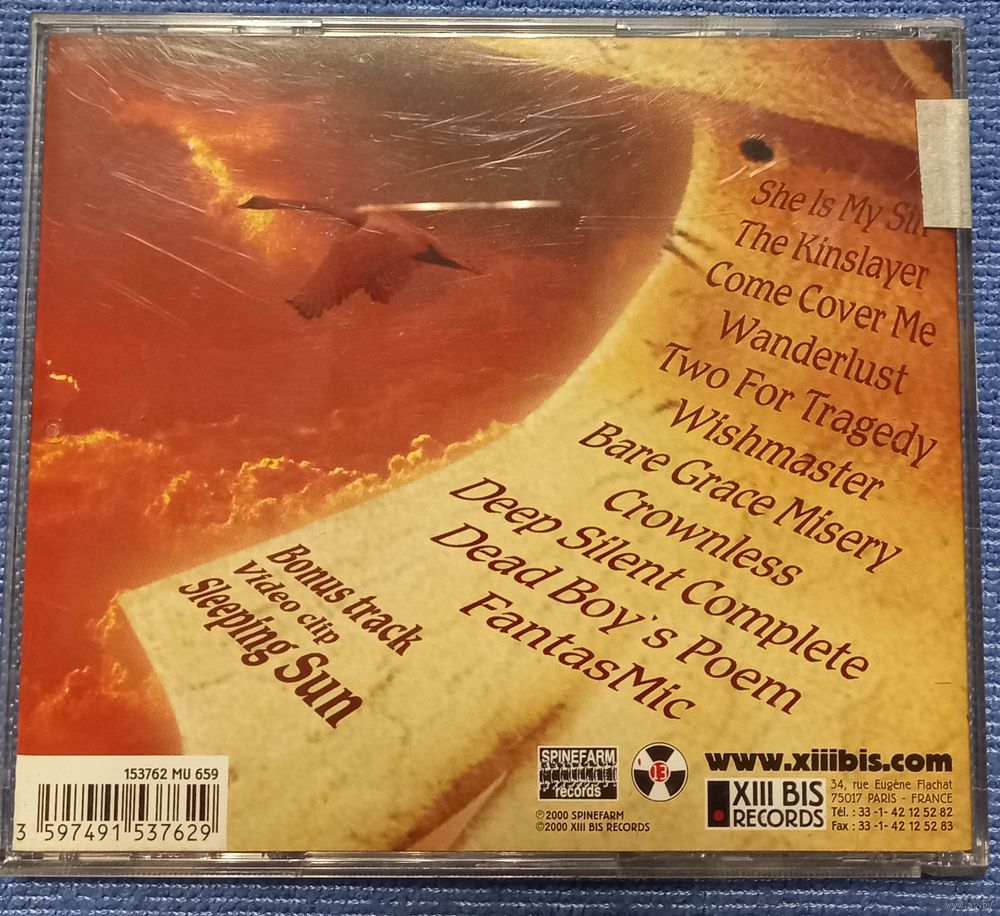 She Is My Sin
The Kinslayer
Come Cover Me
Wanderlust
Two For Tragedy
Wishmaster
Bare Grace Misery
Crownless
Deep Silent Complete
Dead Boy`s Poem
FantasMic
Bonus track
Video clip
Sleeping Sun
153762 MU 659
3 597491 537629
SPINEFARM
records
℗2000 SPINEFARM
©2000 XIII BIS RECORDS
13
www.xiiibis.com
XIII BIS
RECORDS
34, rue Eugène Flachat
75017 PARIS - FRANCE
Tél. : 33 -1- 42 12 52 82
Fax : 33 -1- 42 12 52 83
www.ay.by